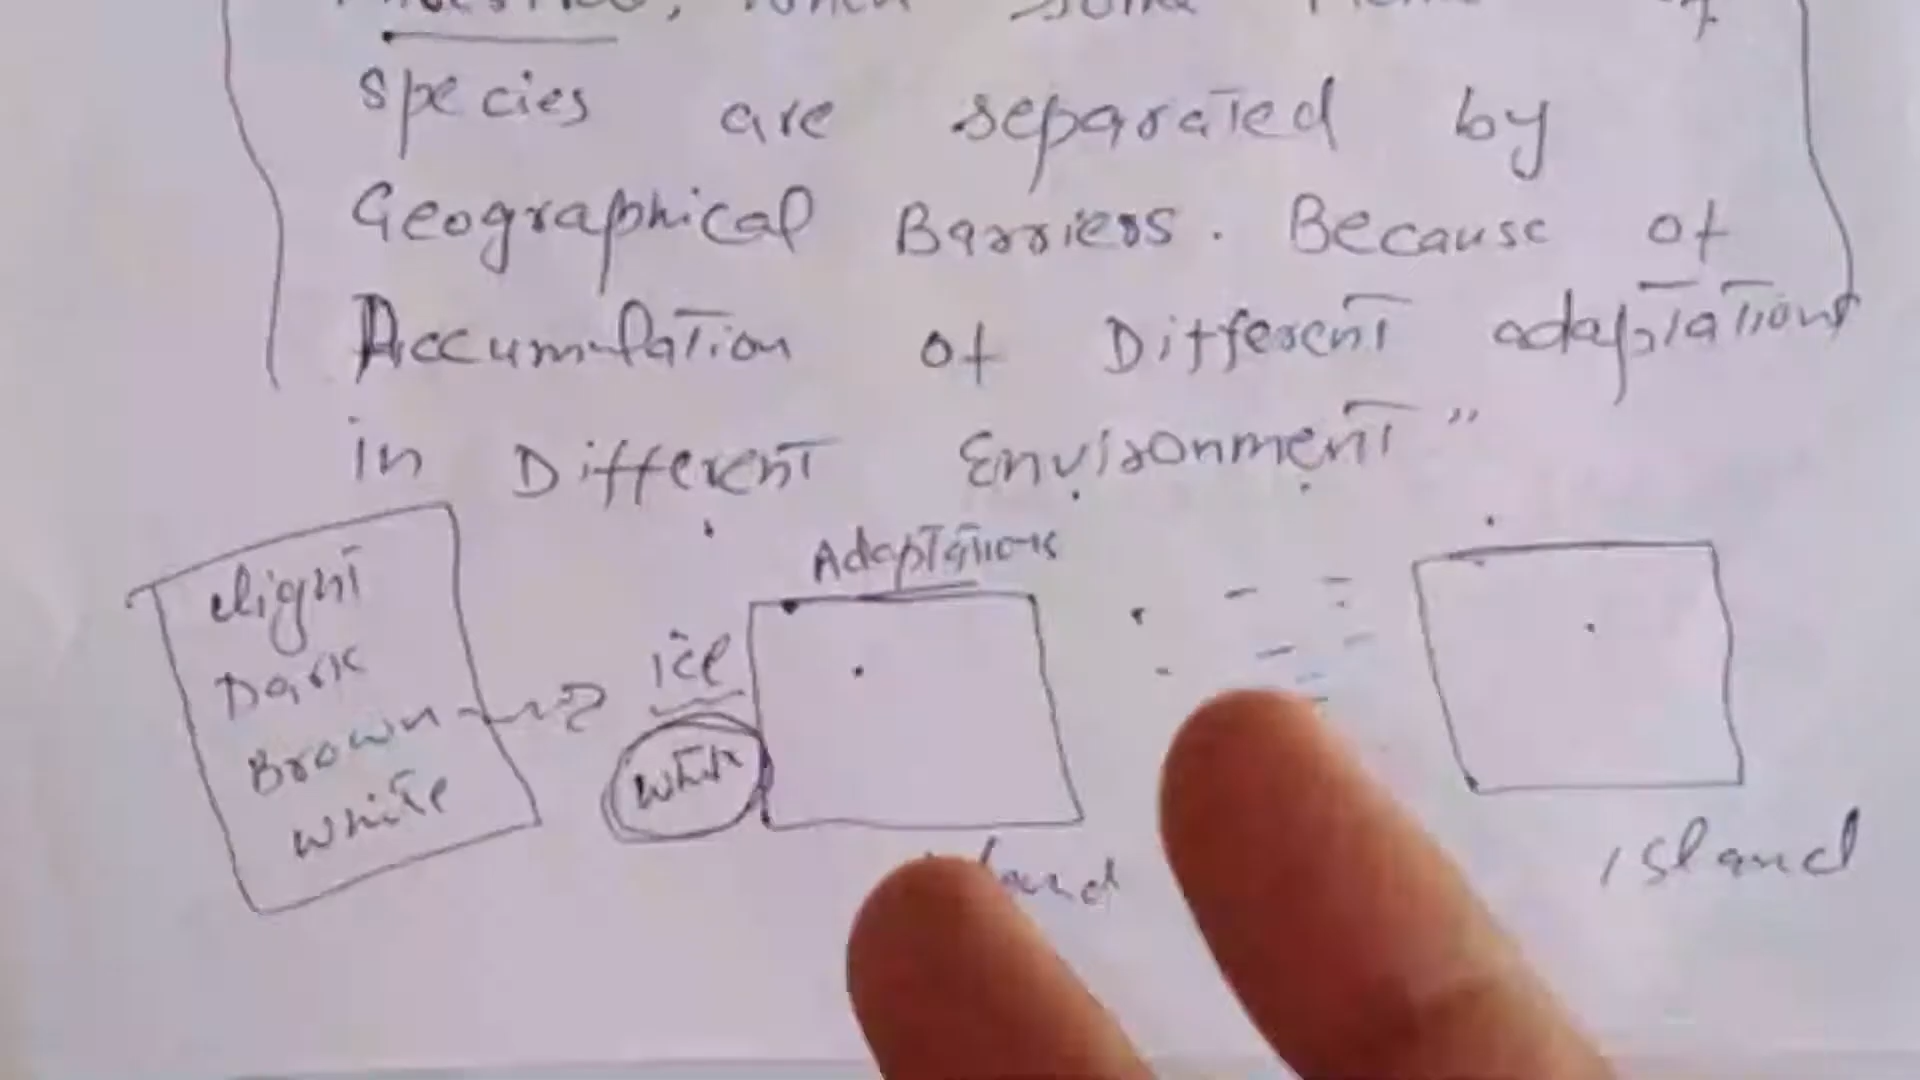 species are separated by
Geographical Barriers. Because of
Accumulation of Different adaptations
in Different Environment"
Adaptations
light
Dark
Brown
white
ice
white
Island